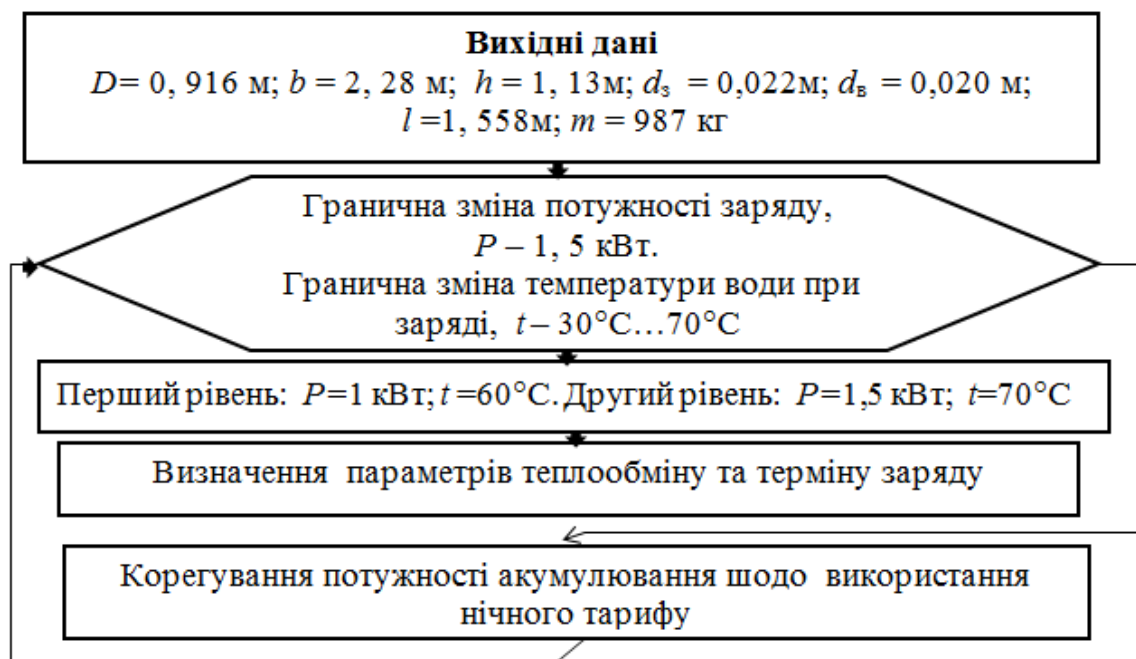 Вихідні дані
D= 0, 916 м; b = 2, 28 м; h = 1, 13м; dз = 0,022м; dв = 0,020 м;
l =1, 558м; m = 987 кг
Гранична зміна потужності заряду,
P – 1, 5 кВт.
Гранична зміна температури води при
заряді, t – 30°C...70°C
Перший рівень: P=1 кВт; t =60°C. Другий рівень: P=1,5 кВт; t=70°C
Визначення параметрів теплообміну та терміну заряду
Корегування потужності акумулювання шодо використання
нічного тарифу